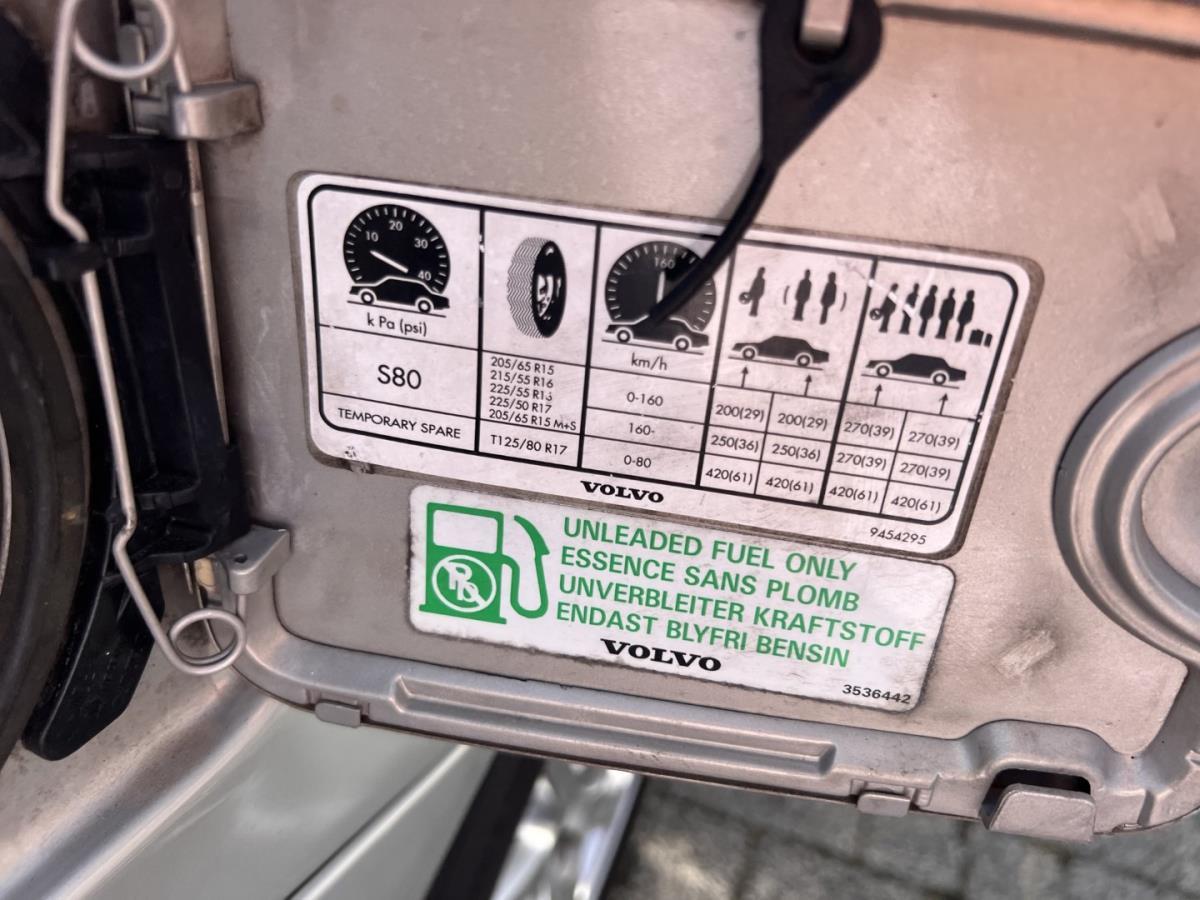 10 20 30 40
160
k Pa (psi)
km/h
S80
205/65 R15
215/55 R16
225/55 R16
225/50 R17
205/65 R15 M+S
0-160
200(29) 200(29) 270(39) 270(39)
160-
250(36) 250(36) 270(39) 270(39)
TEMPORARY SPARE
T125/80 R17
0-80
420(61) 420(61) 420(61) 420(61)
VOLVO
9454295
Pb
UNLEADED FUEL ONLY
ESSENCE SANS PLOMB
UNVERBLEITER KRAFTSTOFF
ENDAST BLYFRI BENSIN
VOLVO
3536442